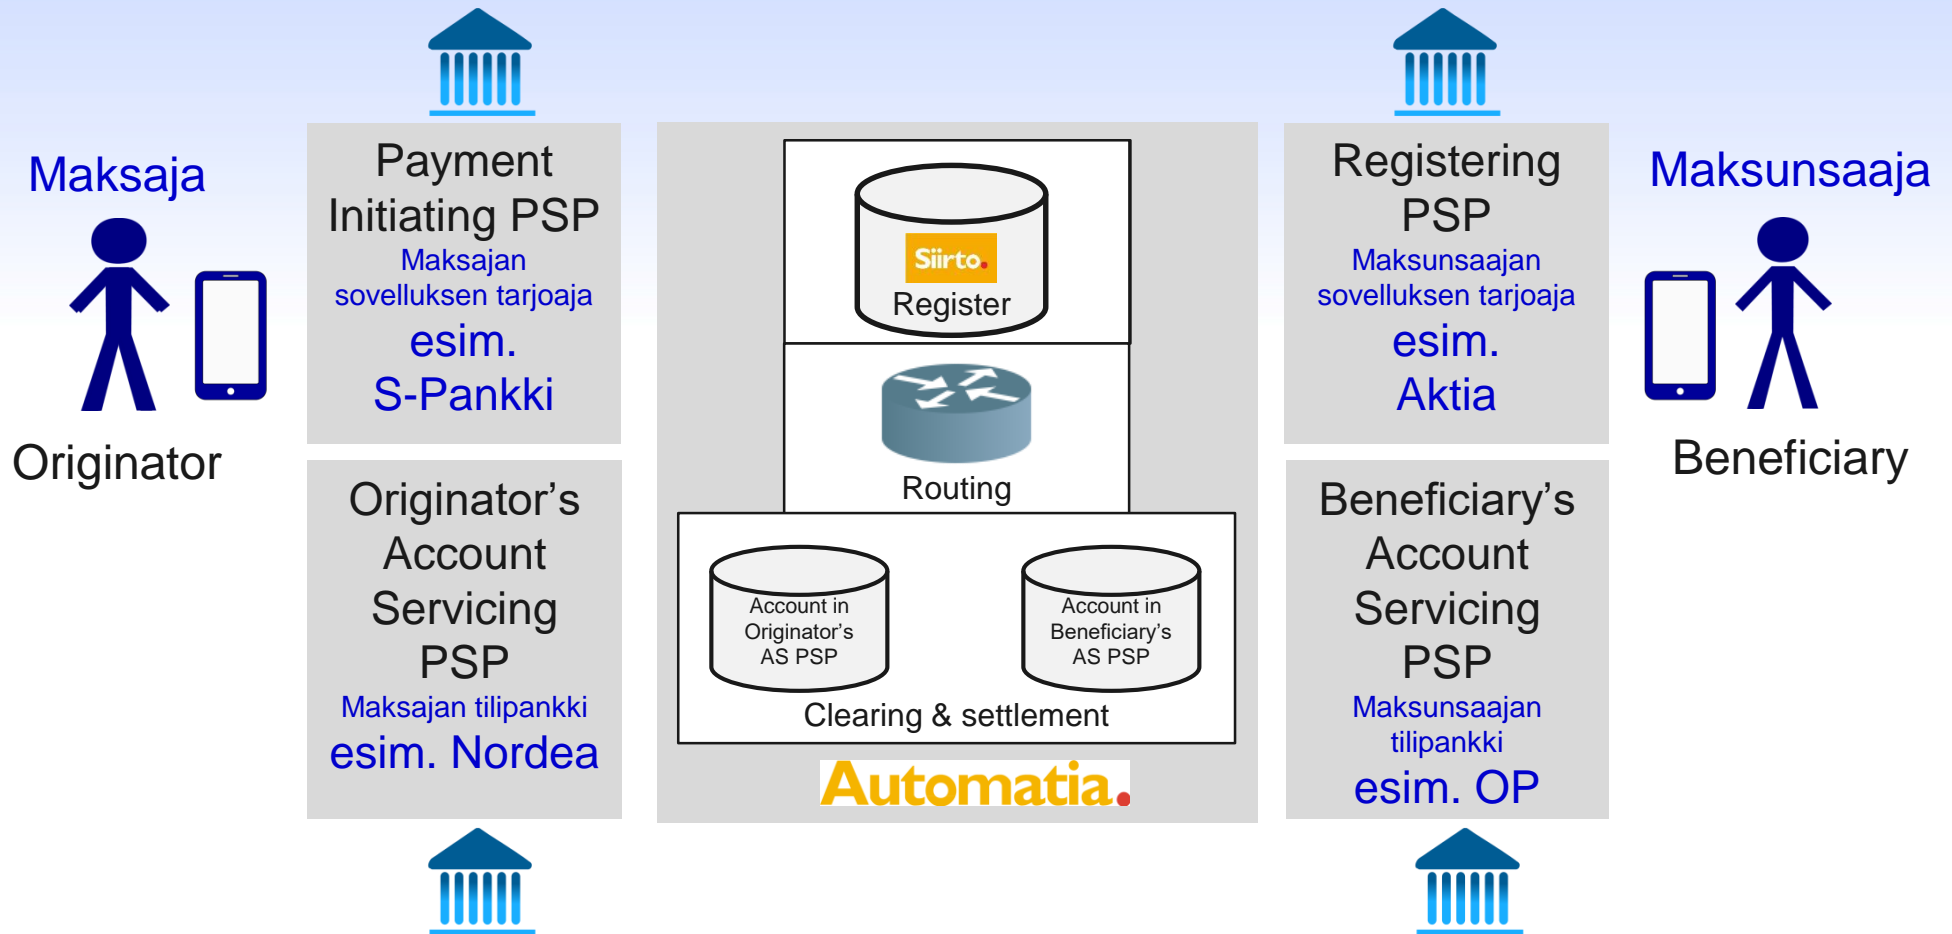 Maksaja
Originator
Payment
Initiating PSP
Maksajan
sovelluksen tarjoaja
esim.
S-Pankki
Originator’s
Account
Servicing
PSP
Maksajan tilipankki
esim. Nordea
Siirto.
Register
Routing
Account in
Originator’s
AS PSP
Account in
Beneficiary’s
AS PSP
Clearing & settlement
Automatia.
Registering
PSP
Maksunsaajan
sovelluksen tarjoaja
esim.
Aktia
Beneficiary’s
Account
Servicing
PSP
Maksunsaajan
tilipankki
esim. OP
Maksunsaaja
Beneficiary